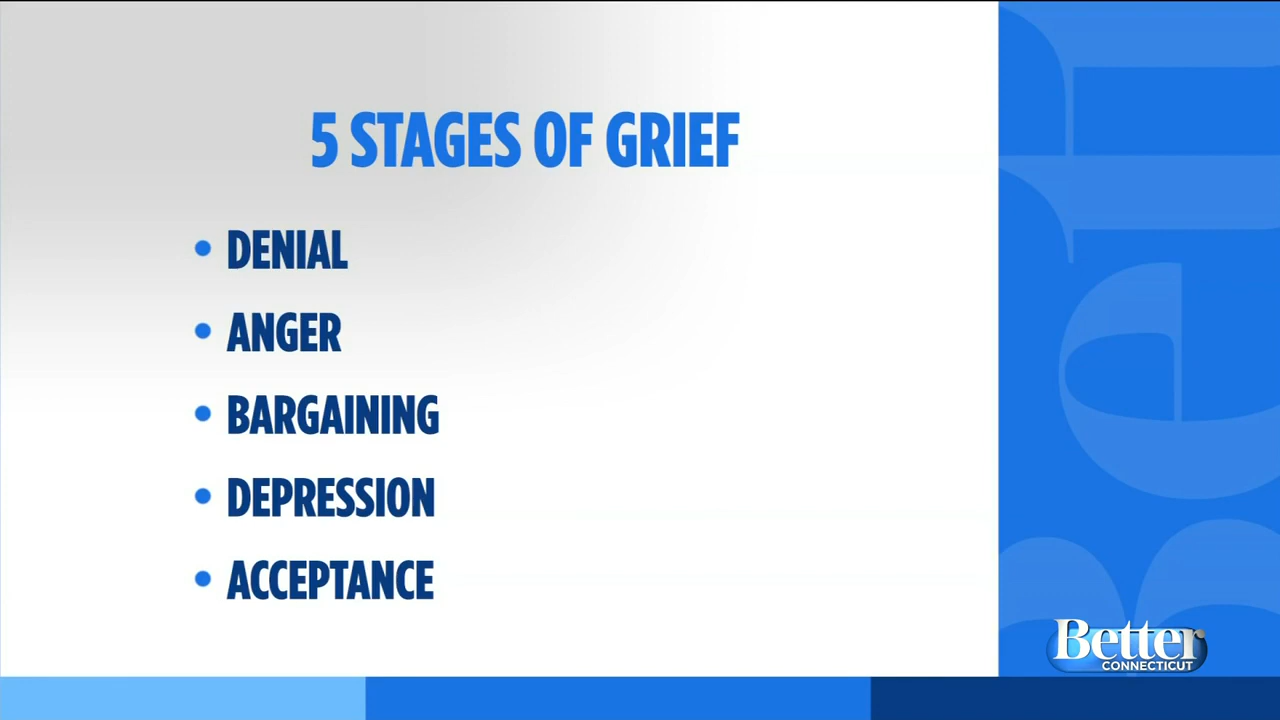 5 STAGES OF GRIEF
• DENIAL
• ANGER
• BARGAINING
• DEPRESSION
• ACCEPTANCE
Better
CONNECTICUT